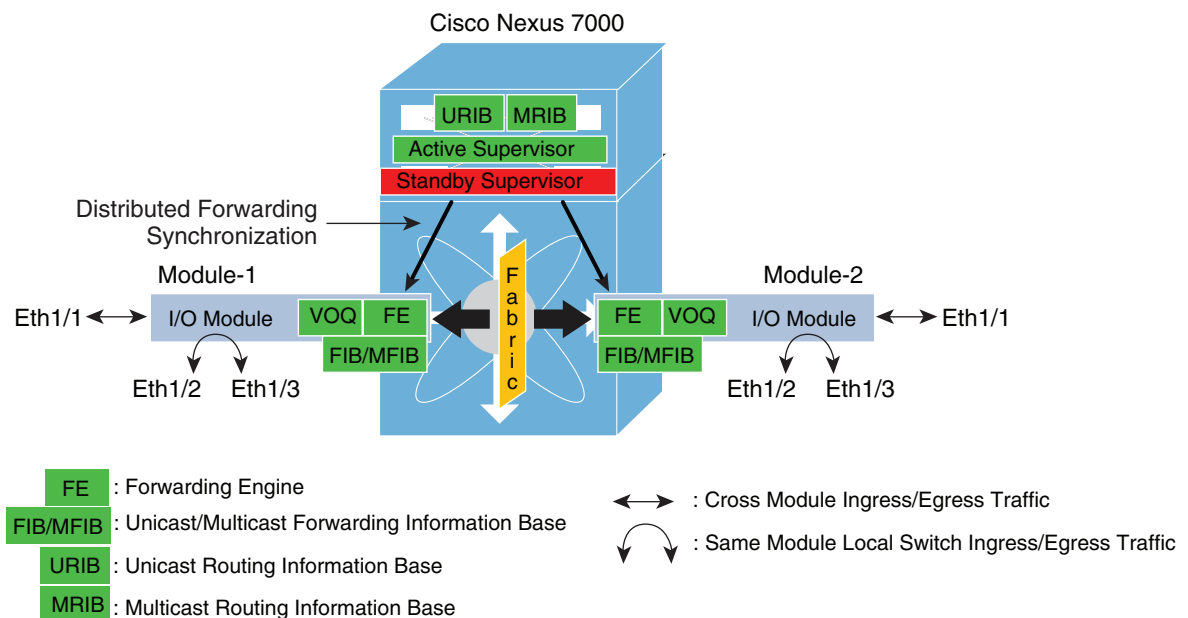 Cisco Nexus 7000
URIB MRIB
Active Supervisor
Standby Supervisor
Distributed Forwarding
Synchronization
Module-1
Module-2
Fabric
Eth1/1
I/O Module
VOQ
FE
FIB/MFIB
Eth1/2
Eth1/3
FE
VOQ
I/O Module
Eth1/1
FIB/MFIB
Eth1/2
Eth1/3
FE : Forwarding Engine
FIB/MFIB : Unicast/Multicast Forwarding Information Base
URIB : Unicast Routing Information Base
MRIB : Multicast Routing Information Base
: Cross Module Ingress/Egress Traffic
: Same Module Local Switch Ingress/Egress Traffic